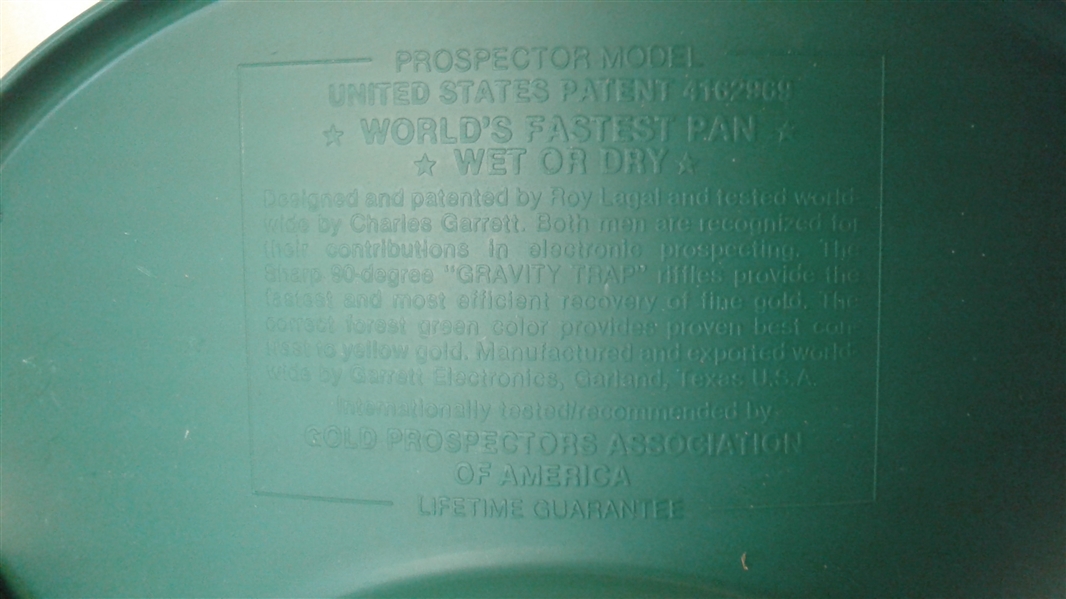 PROSPECTOR MODEL
UNITED STATES PATENT 4162969
★ WORLD'S FASTEST PAN ★
★ WET OR DRY ★
Designed and patented by Roy Lagal and tested world-
wide by Charles Garrett. Both men are recognized for
their contributions in electronic prospecting. The
sharp 90-degree "GRAVITY TRAP" riffles provide the
fastest and most efficient recovery of fine gold. The
correct forest green color provides proven best con-
trast to yellow gold. Manufactured and exported world-
wide by Garrett Electronics, Garland, Texas U.S.A.
Internationally tested/recommended by
GOLD PROSPECTORS ASSOCIATION
OF AMERICA
LIFETIME GUARANTEE